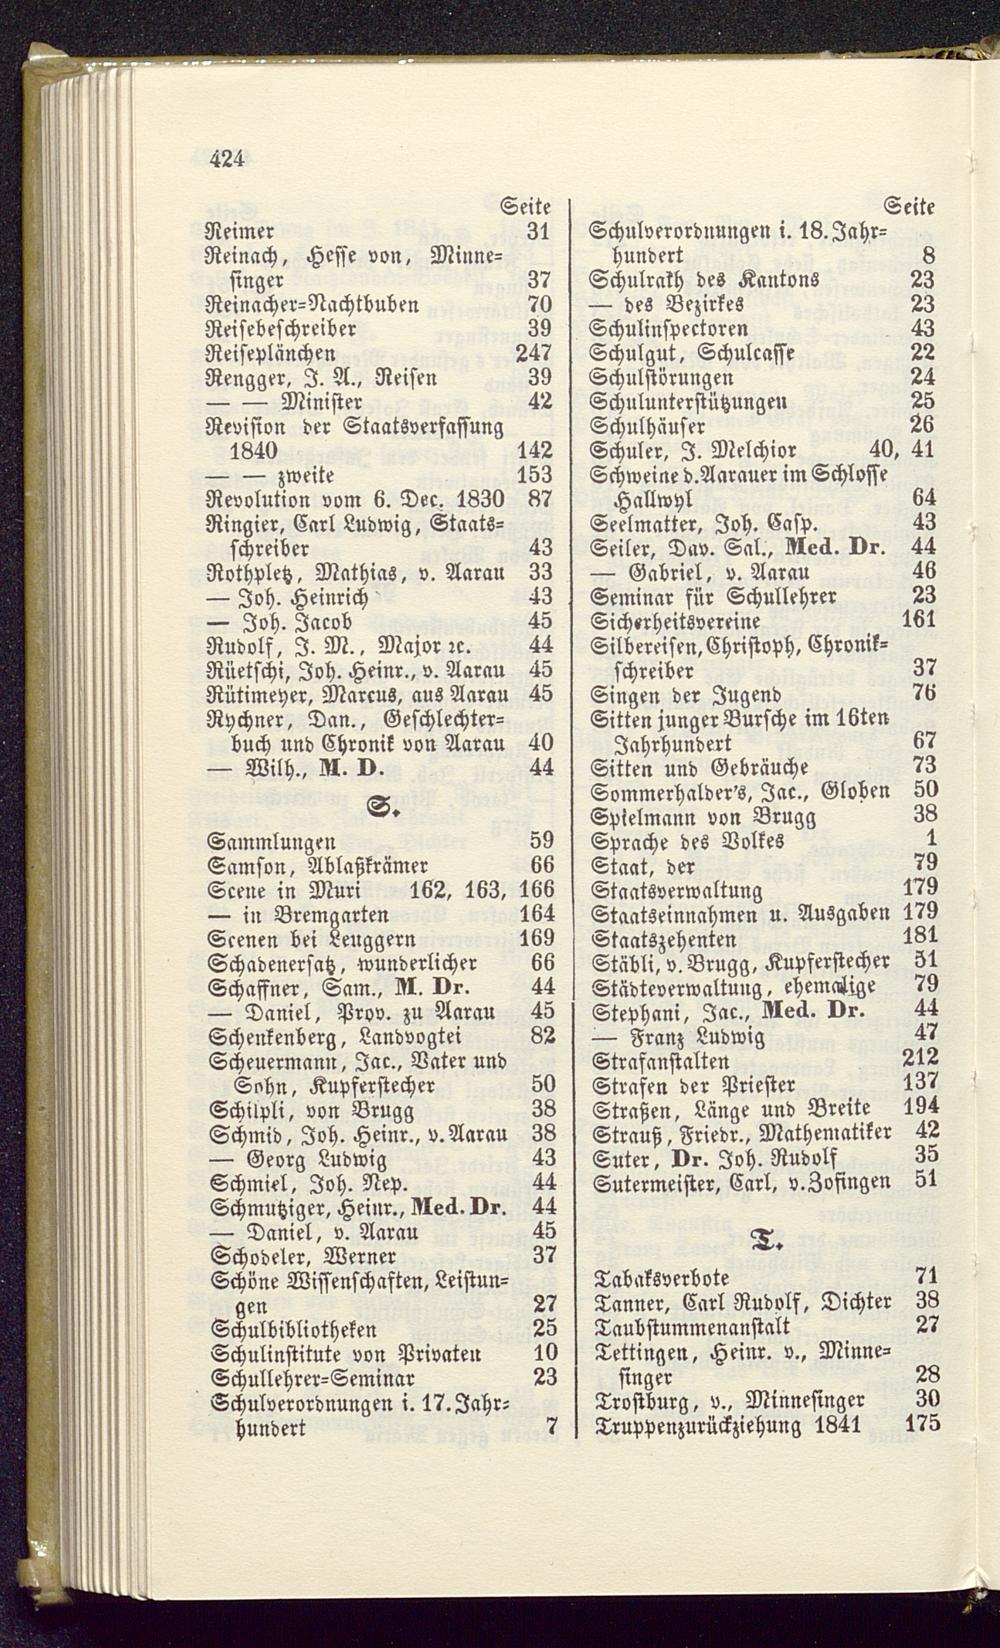 424
Seite
Reimer 31
Reinach, Hesse von, Minne-
singer 37
Reinacher-Nachtbuben 70
Reisebeschreiber 39
Reiseplänchen 247
Rengger, J. A., Reisen 39
— — Minister 42
Revision der Staatsverfassung
1840 142
— — zweite 153
Revolution vom 6. Dec. 1830 87
Ringier, Carl Ludwig, Staats-
schreiber 43
Rothpletz, Mathias, v. Aarau 33
— Joh. Heinrich 43
— Joh. Jacob 45
Rudolf, J. M., Major ꝛc. 44
Rüetschi, Joh. Heinr., v. Aarau 45
Rütimeyer, Marcus, aus Aarau 45
Rychner, Dan., Geschlechter-
buch und Chronik von Aarau 40
— Wilh., M. D. 44
S.
Sammlungen 59
Samson, Ablaßkrämer 66
Scene in Muri 162, 163, 166
— in Bremgarten 164
Scenen bei Leuggern 169
Schadenersatz, wunderlicher 66
Schaffner, Sam., M. Dr. 44
— Daniel, Prov. zu Aarau 45
Schenkenberg, Landvogtei 82
Scheuermann, Jac., Vater und
Sohn, Kupferstecher 50
Schilpli, von Brugg 38
Schmid, Joh. Heinr., v. Aarau 38
— Georg Ludwig 43
Schmiel, Joh. Nep. 44
Schmutziger, Heinr., Med. Dr. 44
— Daniel, v. Aarau 45
Schodeler, Werner 37
Schöne Wissenschaften, Leistun-
gen 27
Schulbibliotheken 25
Schulinstitute von Privaten 10
Schullehrer-Seminar 23
Schulverordnungen i. 17. Jahr-
hundert 7
Seite
Schulverordnungen i. 18. Jahr-
hundert 8
Schulrath des Kantons 23
— des Bezirkes 23
Schulinspectoren 43
Schulgut, Schulcasse 22
Schulstörungen 24
Schulunterstützungen 25
Schulhäuser 26
Schuler, J. Melchior 40, 41
Schweine d. Aarauer im Schlosse
Hallwyl 64
Seelmatter, Joh. Casp. 43
Seiler, Dav. Sal., Med. Dr. 44
— Gabriel, v. Aarau 46
Seminar für Schullehrer 23
Sicherheitsvereine 161
Silbereisen, Christoph, Chronik-
schreiber 37
Singen der Jugend 76
Sitten junger Bursche im 16ten
Jahrhundert 67
Sitten und Gebräuche 73
Sommerhalder's, Jac., Globen 50
Spielmann von Brugg 38
Sprache des Volkes 1
Staat, der 79
Staatsverwaltung 179
Staatseinnahmen u. Ausgaben 179
Staatszehenten 181
Stäbli, v. Brugg, Kupferstecher 51
Städteverwaltung, ehemalige 79
Stephani, Jac., Med. Dr. 44
— Franz Ludwig 47
Strafanstalten 212
Strafen der Priester 137
Straßen, Länge und Breite 194
Strauß, Friedr., Mathematiker 42
Suter, Dr. Joh. Rudolf 35
Sutermeister, Carl, v. Zofingen 51
T.
Tabaksverbote 71
Tanner, Carl Rudolf, Dichter 38
Taubstummenanstalt 27
Tettingen, Heinr. v., Minne-
singer 28
Trostburg, v., Minnesinger 30
Truppenzurückziehung 1841 175